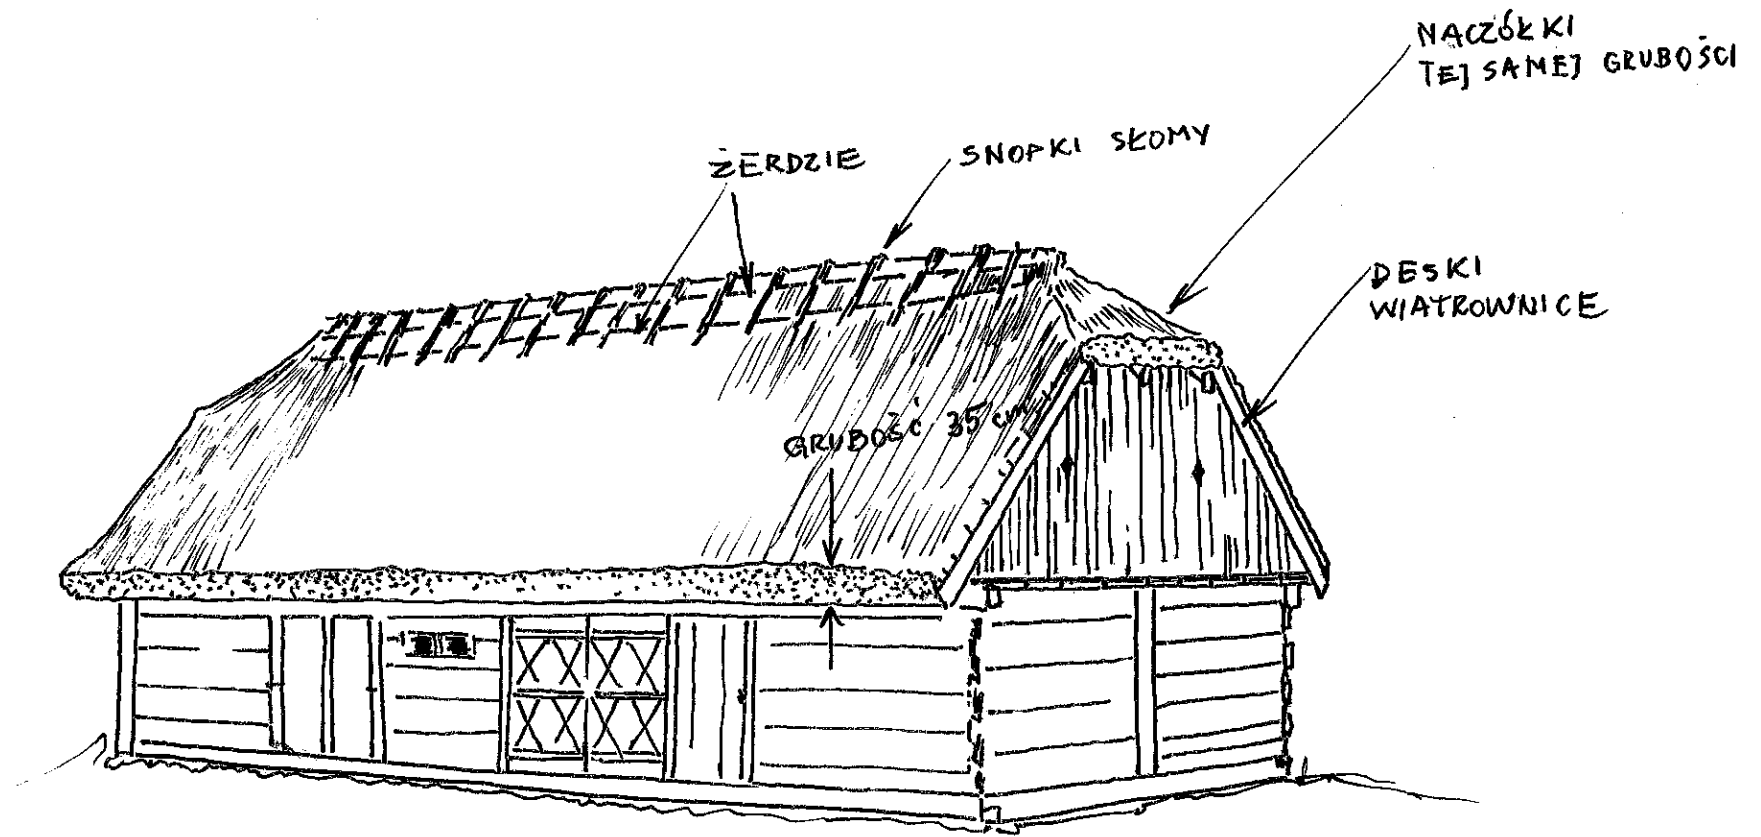 NACZÓŁKI
TEJ SAMEJ GRUBOŚCI
ŻERDZIE
SNOPKI SŁOMY
DESKI
WIATROWNICE
GRUBOŚĆ 35 cm